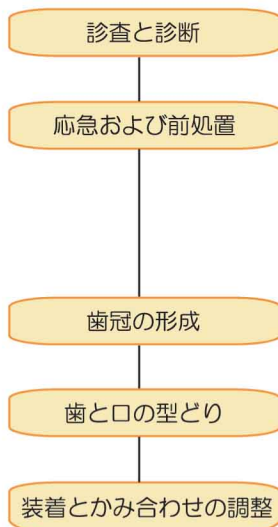 診査と診断
応急および前処置
歯冠の形成
歯と口の型どり
装着とかみ合わせの調整